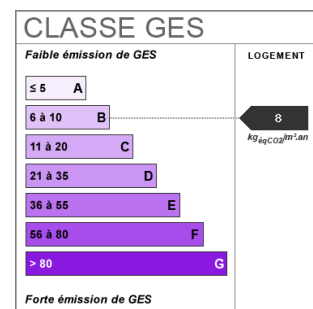 CLASSE GES
Faible émission de GES
LOGEMENT
≤ 5 A
6 à 10 B
8
kgéqCO2/m².an
11 à 20 C
21 à 35 D
36 à 55 E
56 à 80 F
> 80 G
Forte émission de GES